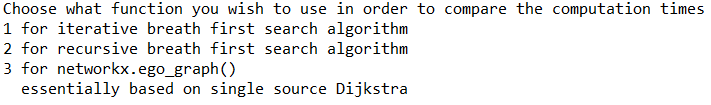 Choose what function you wish to use in order to compare the computation times
1 for iterative breath first search algorithm
2 for recursive breath first search algorithm
3 for networkx.ego_graph()
  essentially based on single source Dijkstra